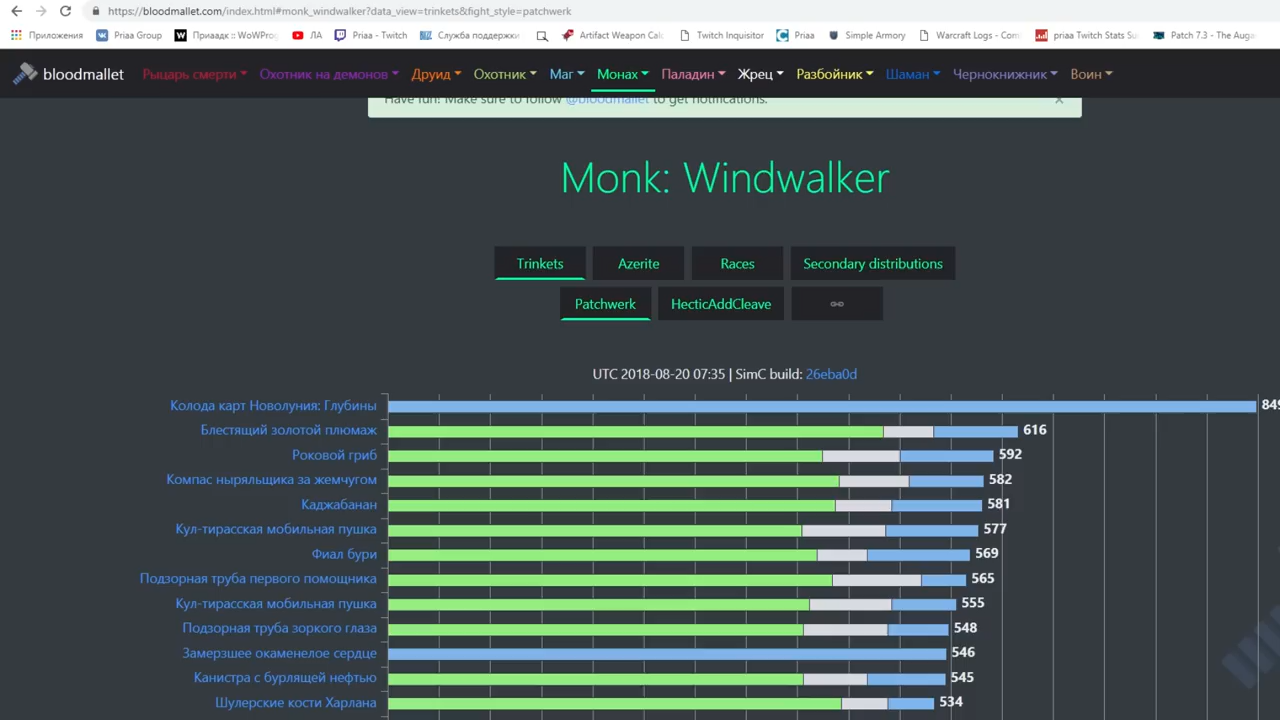 https://bloodmallet.com/index.html#monk_windwalker?data_view=trinkets&fight_style=patchwerk
Приложения Priaa Group Приаадк :: WoWProg ЛА Priaa - Twitch Служба поддержки Artifact Weapon Calc Twitch Inquisitor Priaa Simple Armory Warcraft Logs - Com priaa Twitch Stats Su Patch 7.3 - The Augar
bloodmallet Рыцарь смерти Охотник на демонов Друид Охотник Маг Монах Паладин Жрец Разбойник Шаман Чернокнижник Воин
Have fun! Make sure to follow @bloodmallet to get notifications. ×
Monk: Windwalker
Trinkets Azerite Races Secondary distributions
Patchwerk HecticAddCleave
UTC 2018-08-20 07:35 | SimC build: 26eba0d
Колода карт Новолуния: Глубины 849
Блестящий золотой плюмаж 616
Роковой гриб 592
Компас ныряльщика за жемчугом 582
Каджабанан 581
Кул-тирасская мобильная пушка 577
Фиал бури 569
Подзорная труба первого помощника 565
Кул-тирасская мобильная пушка 555
Подзорная труба зоркого глаза 548
Замерзшее окаменелое сердце 546
Канистра с бурлящей нефтью 545
Шулерские кости Харлана 534